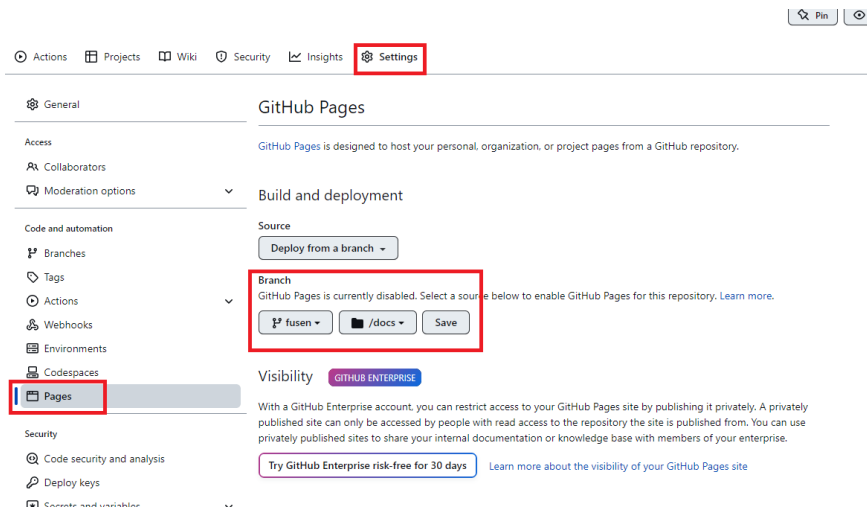 Pin
Actions Projects Wiki Security Insights Settings
General
Access
Collaborators
Moderation options
Code and automation
Branches
Tags
Actions
Webhooks
Environments
Codespaces
Pages
Security
Code security and analysis
Deploy keys
Secrets and variables
GitHub Pages
GitHub Pages is designed to host your personal, organization, or project pages from a GitHub repository.
Build and deployment
Source
Deploy from a branch
Branch
GitHub Pages is currently disabled. Select a source below to enable GitHub Pages for this repository. Learn more.
fusen /docs Save
Visibility GITHUB ENTERPRISE
With a GitHub Enterprise account, you can restrict access to your GitHub Pages site by publishing it privately. A privately
published site can only be accessed by people with read access to the repository the site is published from. You can use
privately published sites to share your internal documentation or knowledge base with members of your enterprise.
Try GitHub Enterprise risk-free for 30 days Learn more about the visibility of your GitHub Pages site